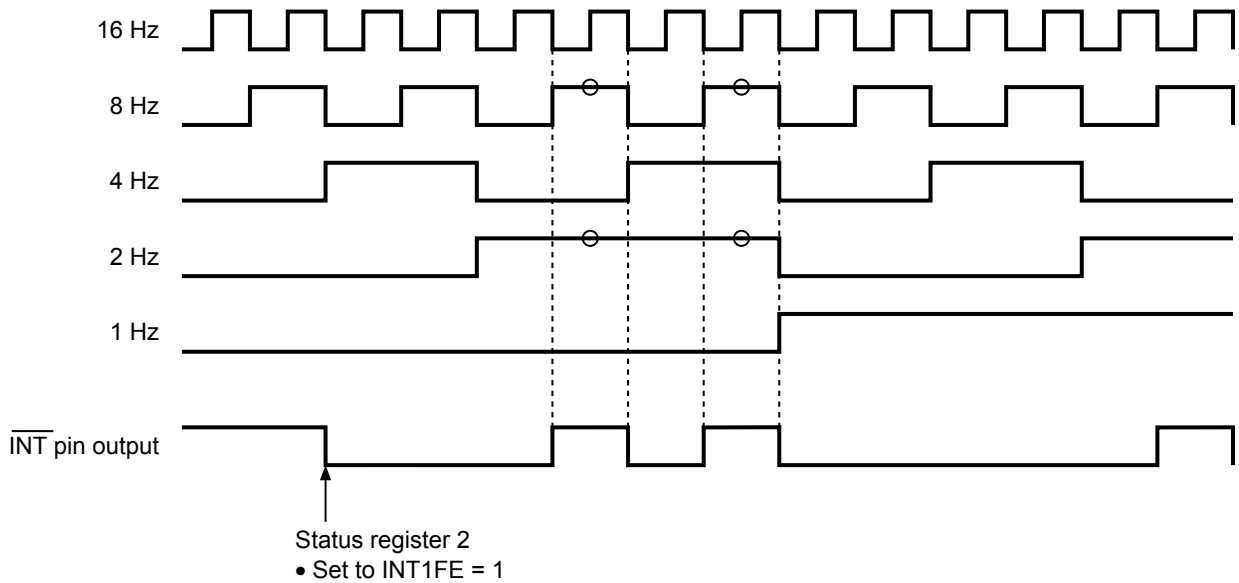 16 Hz
8 Hz
4 Hz
2 Hz
1 Hz
INT pin output
Status register 2
• Set to INT1FE = 1